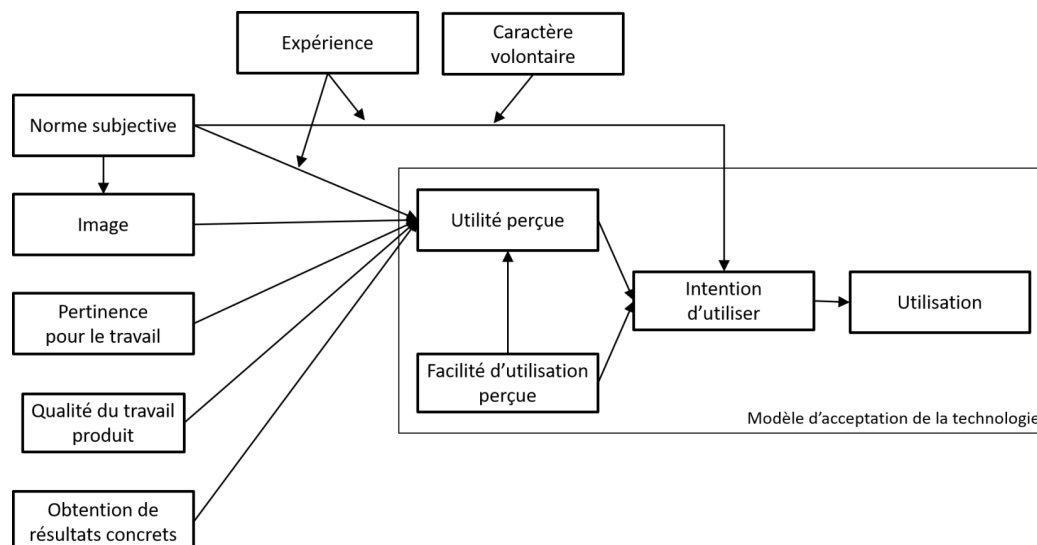 Expérience
Caractère
volontaire
Norme subjective
Image
Utilité perçue
Pertinence
pour le travail
Intention
d’utiliser
Utilisation
Facilité d’utilisation
perçue
Qualité du travail
produit
Modèle d’acceptation de la technologie
Obtention de
résultats concrets